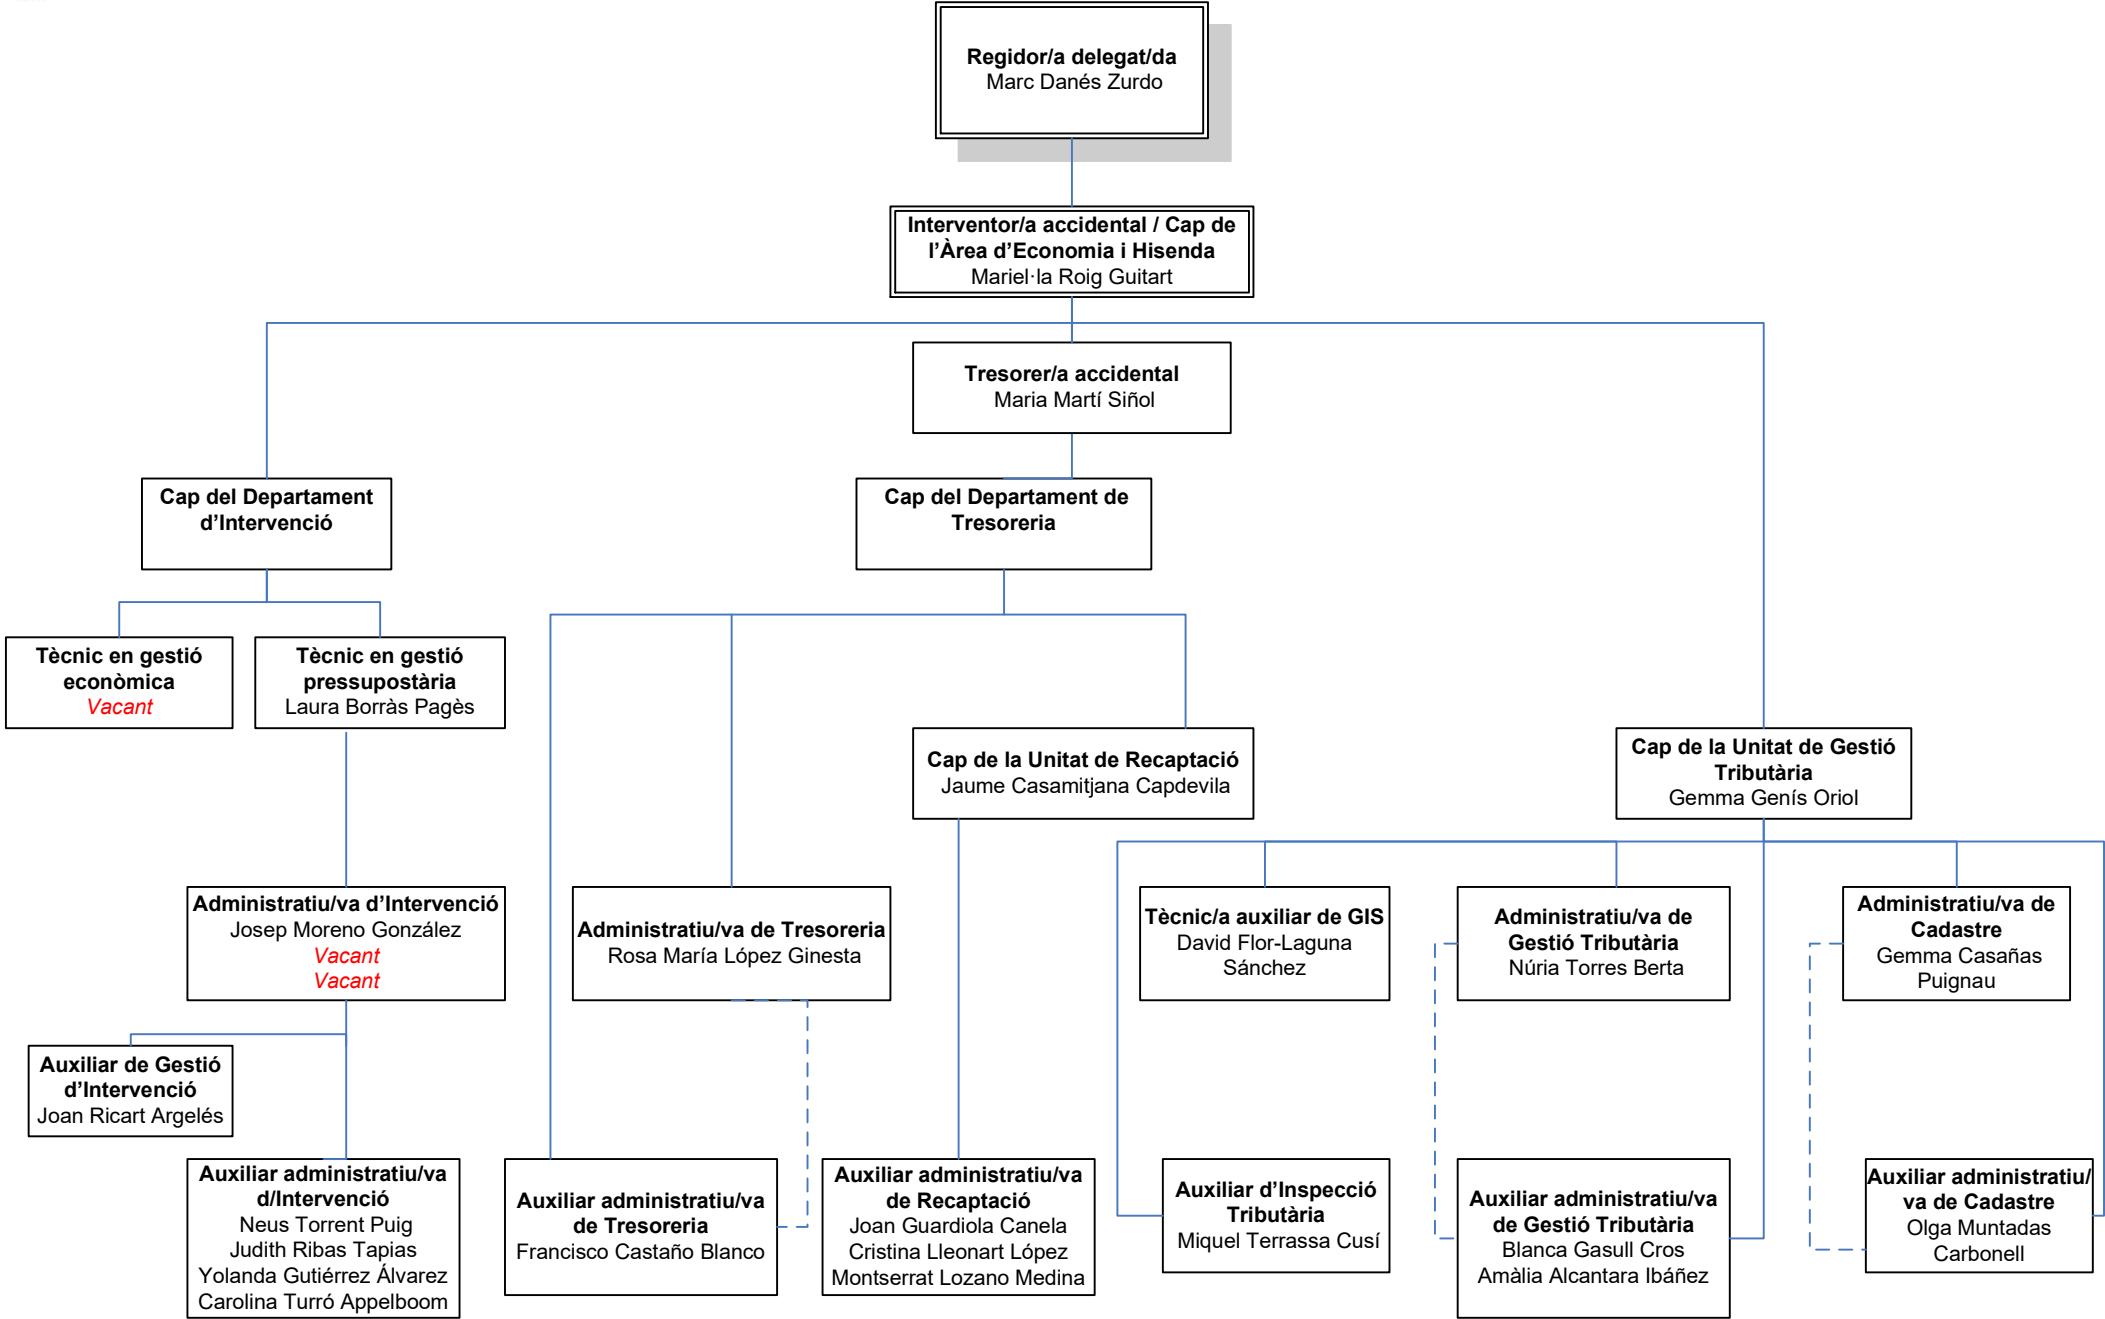 Regidor/a delegat/da
Marc Danés Zurdo
Interventor/a accidental / Cap de
l’Àrea d’Economia i Hisenda
Mariel·la Roig Guitart
Tresorer/a accidental
Maria Martí Siñol
Cap del Departament
d’Intervenció
Cap del Departament de
Tresoreria
Tècnic en gestió
econòmica
Vacant
Tècnic en gestió
pressupostària
Laura Borràs Pagès
Cap de la Unitat de Recaptació
Jaume Casamitjana Capdevila
Cap de la Unitat de Gestió
Tributària
Gemma Genís Oriol
Administratiu/va d’Intervenció
Josep Moreno González
Vacant
Vacant
Administratiu/va de Tresoreria
Rosa María López Ginesta
Tècnic/a auxiliar de GIS
David Flor-Laguna
Sánchez
Administratiu/va de
Gestió Tributària
Núria Torres Berta
Administratiu/va de
Cadastre
Gemma Casañas
Puignau
Auxiliar de Gestió
d’Intervenció
Joan Ricart Argelés
Auxiliar administratiu/va
d/Intervenció
Neus Torrent Puig
Judith Ribas Tapias
Yolanda Gutiérrez Álvarez
Carolina Turró Appelboom
Auxiliar administratiu/va
de Tresoreria
Francisco Castaño Blanco
Auxiliar administratiu/va
de Recaptació
Joan Guardiola Canela
Cristina Lleonart López
Montserrat Lozano Medina
Auxiliar d’Inspecció
Tributària
Miquel Terrassa Cusí
Auxiliar administratiu/va
de Gestió Tributària
Blanca Gasull Cros
Amàlia Alcantara Ibáñez
Auxiliar administratiu/
va de Cadastre
Olga Muntadas
Carbonell